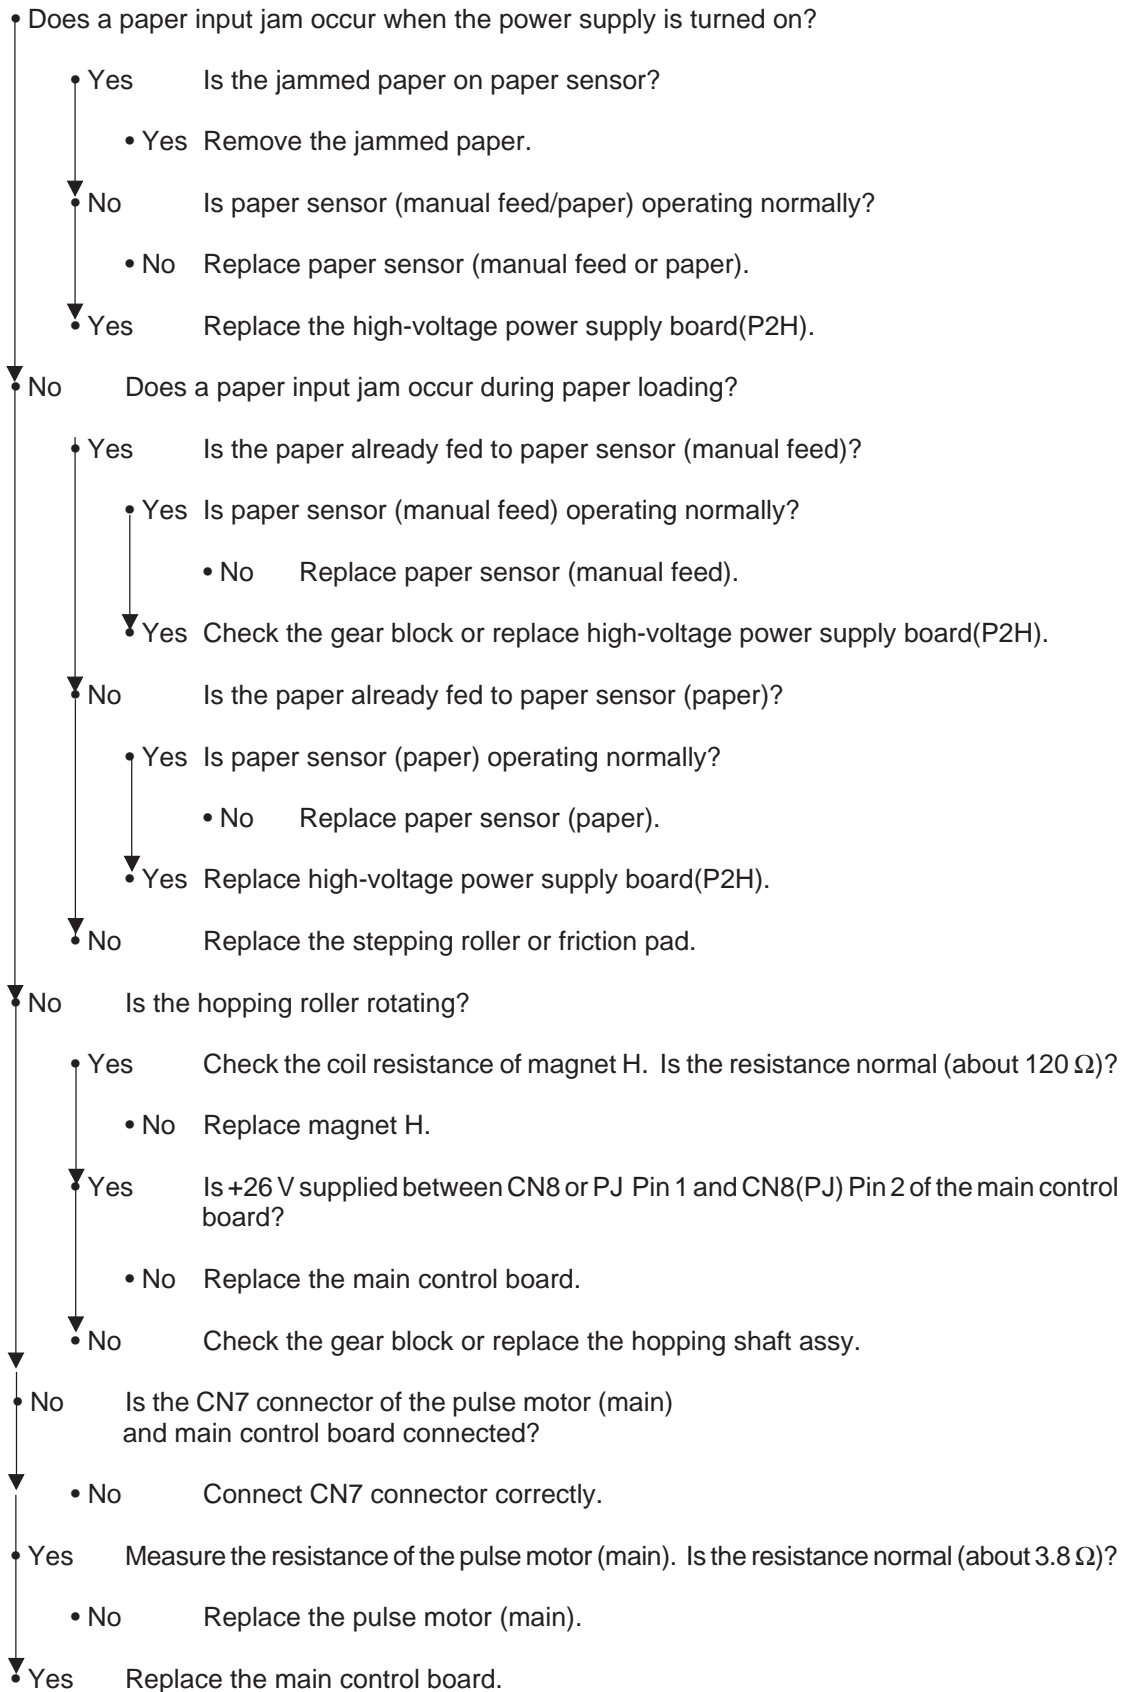 • Does a paper input jam occur when the power supply is turned on?
• Yes Is the jammed paper on paper sensor?
• Yes Remove the jammed paper.
• No Is paper sensor (manual feed/paper) operating normally?
• No Replace paper sensor (manual feed or paper).
• Yes Replace the high-voltage power supply board(P2H).
• No Does a paper input jam occur during paper loading?
• Yes Is the paper already fed to paper sensor (manual feed)?
• Yes Is paper sensor (manual feed) operating normally?
• No Replace paper sensor (manual feed).
• Yes Check the gear block or replace high-voltage power supply board(P2H).
• No Is the paper already fed to paper sensor (paper)?
• Yes Is paper sensor (paper) operating normally?
• No Replace paper sensor (paper).
• Yes Replace high-voltage power supply board(P2H).
• No Replace the stepping roller or friction pad.
• No Is the hopping roller rotating?
• Yes Check the coil resistance of magnet H. Is the resistance normal (about 120 Ω)?
• No Replace magnet H.
• Yes Is +26 V supplied between CN8 or PJ Pin 1 and CN8(PJ) Pin 2 of the main control
board?
• No Replace the main control board.
• No Check the gear block or replace the hopping shaft assy.
• No Is the CN7 connector of the pulse motor (main)
and main control board connected?
• No Connect CN7 connector correctly.
• Yes Measure the resistance of the pulse motor (main). Is the resistance normal (about 3.8 Ω)?
• No Replace the pulse motor (main).
• Yes Replace the main control board.